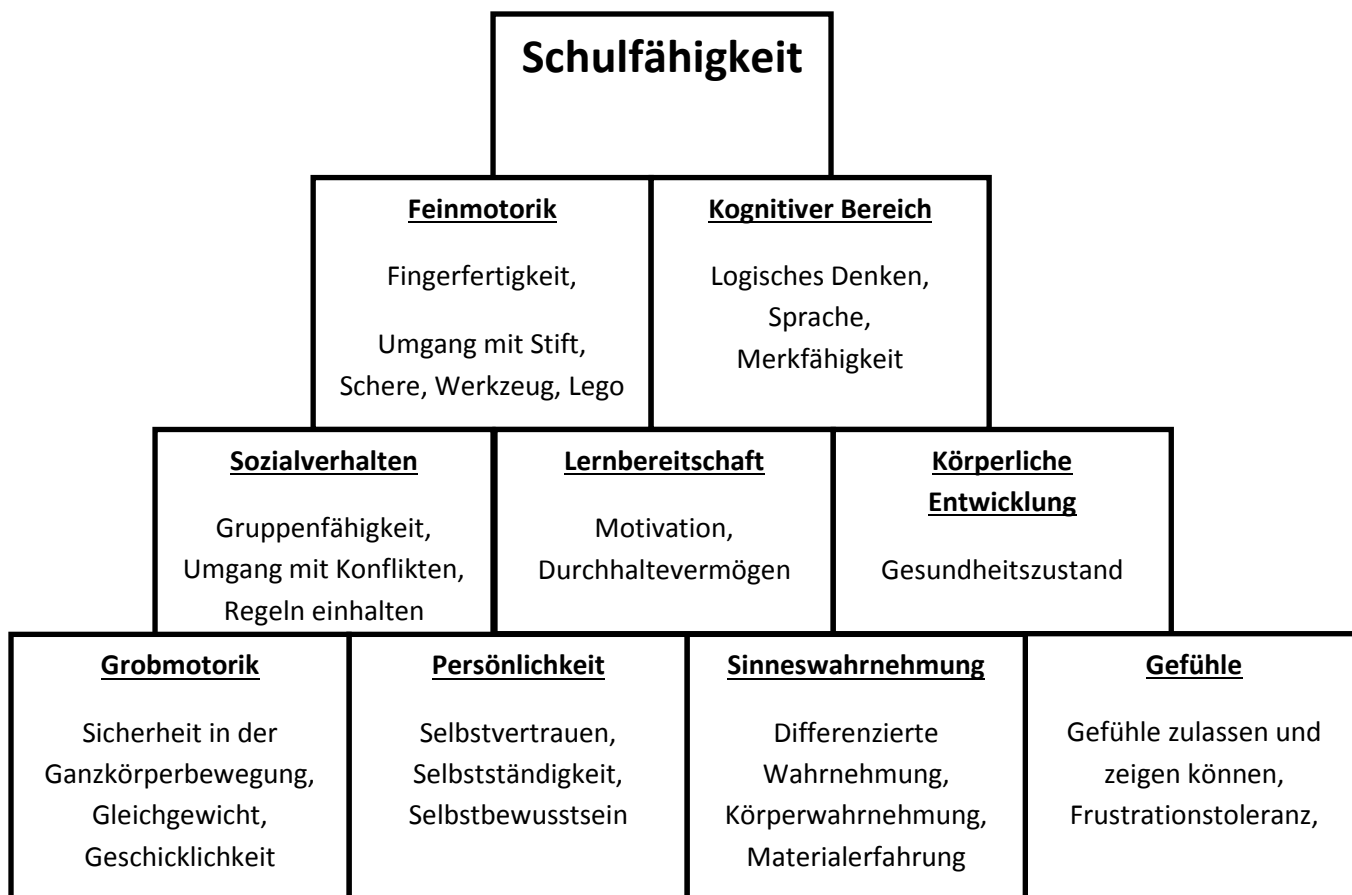 Schulfähigkeit
Feinmotorik
Fingerfertigkeit,
Umgang mit Stift,
Schere, Werkzeug, Lego
Kognitiver Bereich
Logisches Denken,
Sprache,
Merkfähigkeit
Sozialverhalten
Gruppenfähigkeit,
Umgang mit Konflikten,
Regeln einhalten
Lernbereitschaft
Motivation,
Durchhaltevermögen
Körperliche
Entwicklung
Gesundheitszustand
Grobmotorik
Sicherheit in der
Ganzkörperbewegung,
Gleichgewicht,
Geschicklichkeit
Persönlichkeit
Selbstvertrauen,
Selbstständigkeit,
Selbstbewusstsein
Sinneswahrnehmung
Differenzierte
Wahrnehmung,
Körperwahrnehmung,
Materialerfahrung
Gefühle
Gefühle zulassen und
zeigen können,
Frustrationstoleranz,